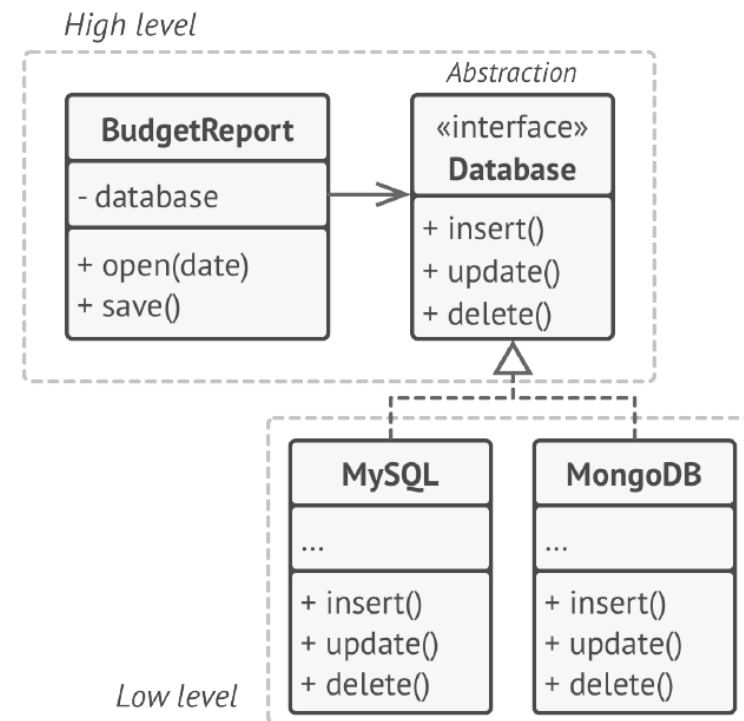 High level
Abstraction
BudgetReport
- database
+ open(date)
+ save()
«interface»
Database
+ insert()
+ update()
+ delete()
MySQL
...
+ insert()
+ update()
+ delete()
MongoDB
...
+ insert()
+ update()
+ delete()
Low level